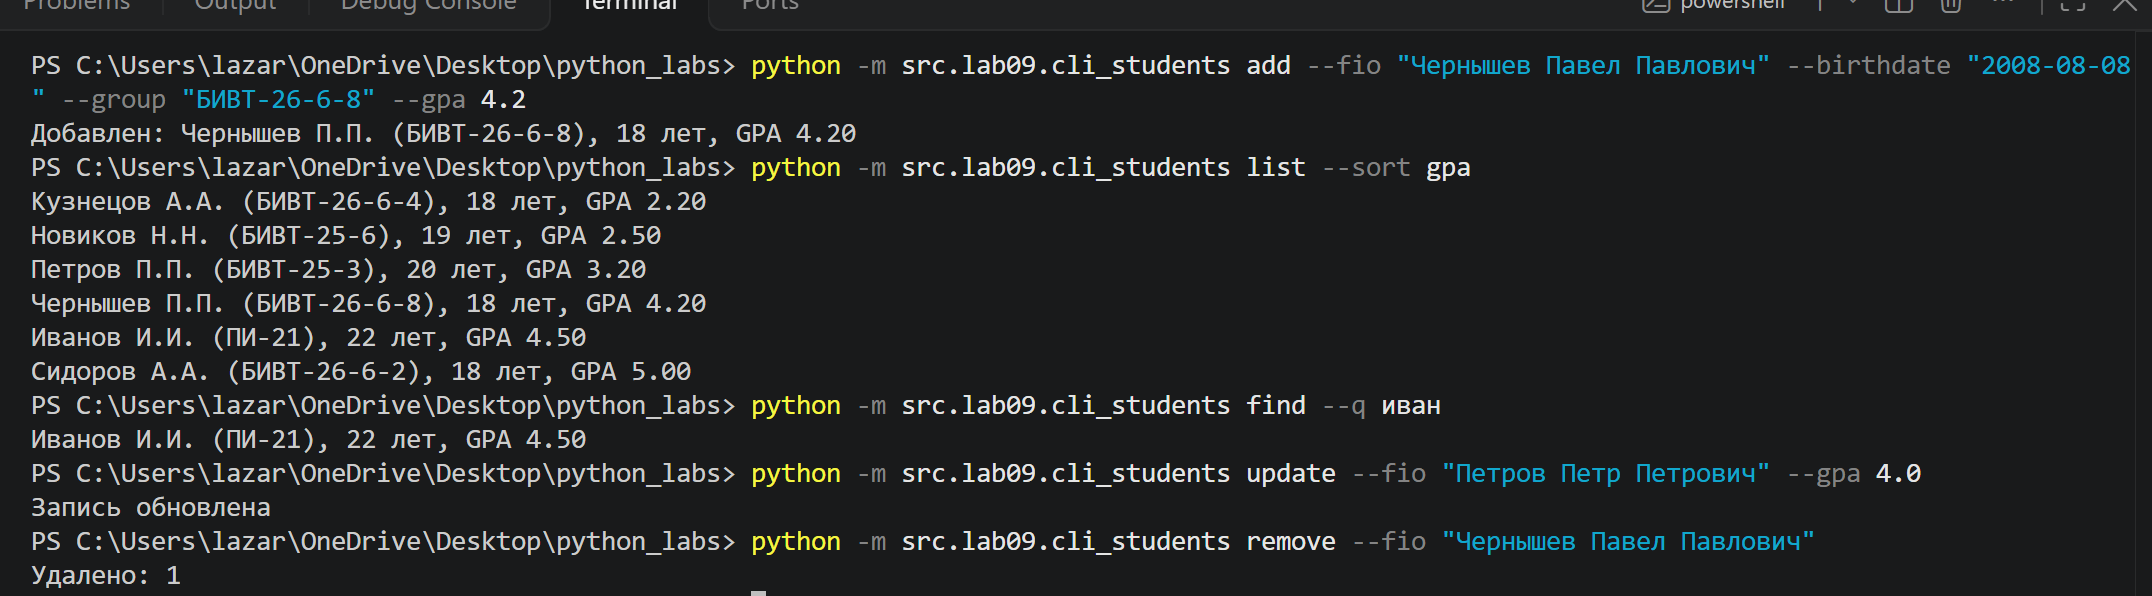 Problems Output Debug Console Terminal Ports powershell
PS C:\Users\lazar\OneDrive\Desktop\python_labs> python -m src.lab09.cli_students add --fio "Чернышев Павел Павлович" --birthdate "2008-08-08
" --group "БИВТ-26-6-8" --gpa 4.2
Добавлен: Чернышев П.П. (БИВТ-26-6-8), 18 лет, GPA 4.20
PS C:\Users\lazar\OneDrive\Desktop\python_labs> python -m src.lab09.cli_students list --sort gpa
Кузнецов А.А. (БИВТ-26-6-4), 18 лет, GPA 2.20
Новиков Н.Н. (БИВТ-25-6), 19 лет, GPA 2.50
Петров П.П. (БИВТ-25-3), 20 лет, GPA 3.20
Чернышев П.П. (БИВТ-26-6-8), 18 лет, GPA 4.20
Иванов И.И. (ПИ-21), 22 лет, GPA 4.50
Сидоров А.А. (БИВТ-26-6-2), 18 лет, GPA 5.00
PS C:\Users\lazar\OneDrive\Desktop\python_labs> python -m src.lab09.cli_students find --q иван
Иванов И.И. (ПИ-21), 22 лет, GPA 4.50
PS C:\Users\lazar\OneDrive\Desktop\python_labs> python -m src.lab09.cli_students update --fio "Петров Петр Петрович" --gpa 4.0
Запись обновлена
PS C:\Users\lazar\OneDrive\Desktop\python_labs> python -m src.lab09.cli_students remove --fio "Чернышев Павел Павлович"
Удалено: 1